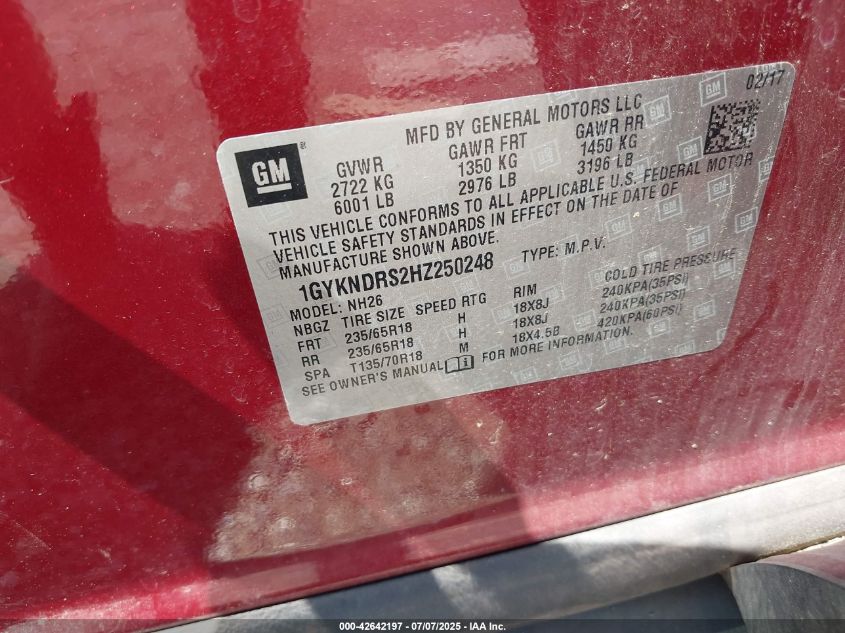 02/17
MFD BY GENERAL MOTORS LLC
GM
GVWR GAWR FRT GAWR RR
2722 KG 1350 KG 1450 KG
6001 LB 2976 LB 3196 LB
THIS VEHICLE CONFORMS TO ALL APPLICABLE U.S. FEDERAL MOTOR
VEHICLE SAFETY STANDARDS IN EFFECT ON THE DATE OF
MANUFACTURE SHOWN ABOVE.
1GYKNDRS2HZ250248 TYPE: M.P.V.
MODEL: NH26
NBGZ TIRE SIZE SPEED RTG RIM COLD TIRE PRESSURE
FRT 235/65R18 H 18X8J 240KPA(35PSI)
RR 235/65R18 H 18X8J 240KPA(35PSI)
SPA T135/70R18 M 18X4.5B 420KPA(60PSI)
SEE OWNER'S MANUAL FOR MORE INFORMATION.
000-42642197 - 07/07/2025 - IAA Inc.